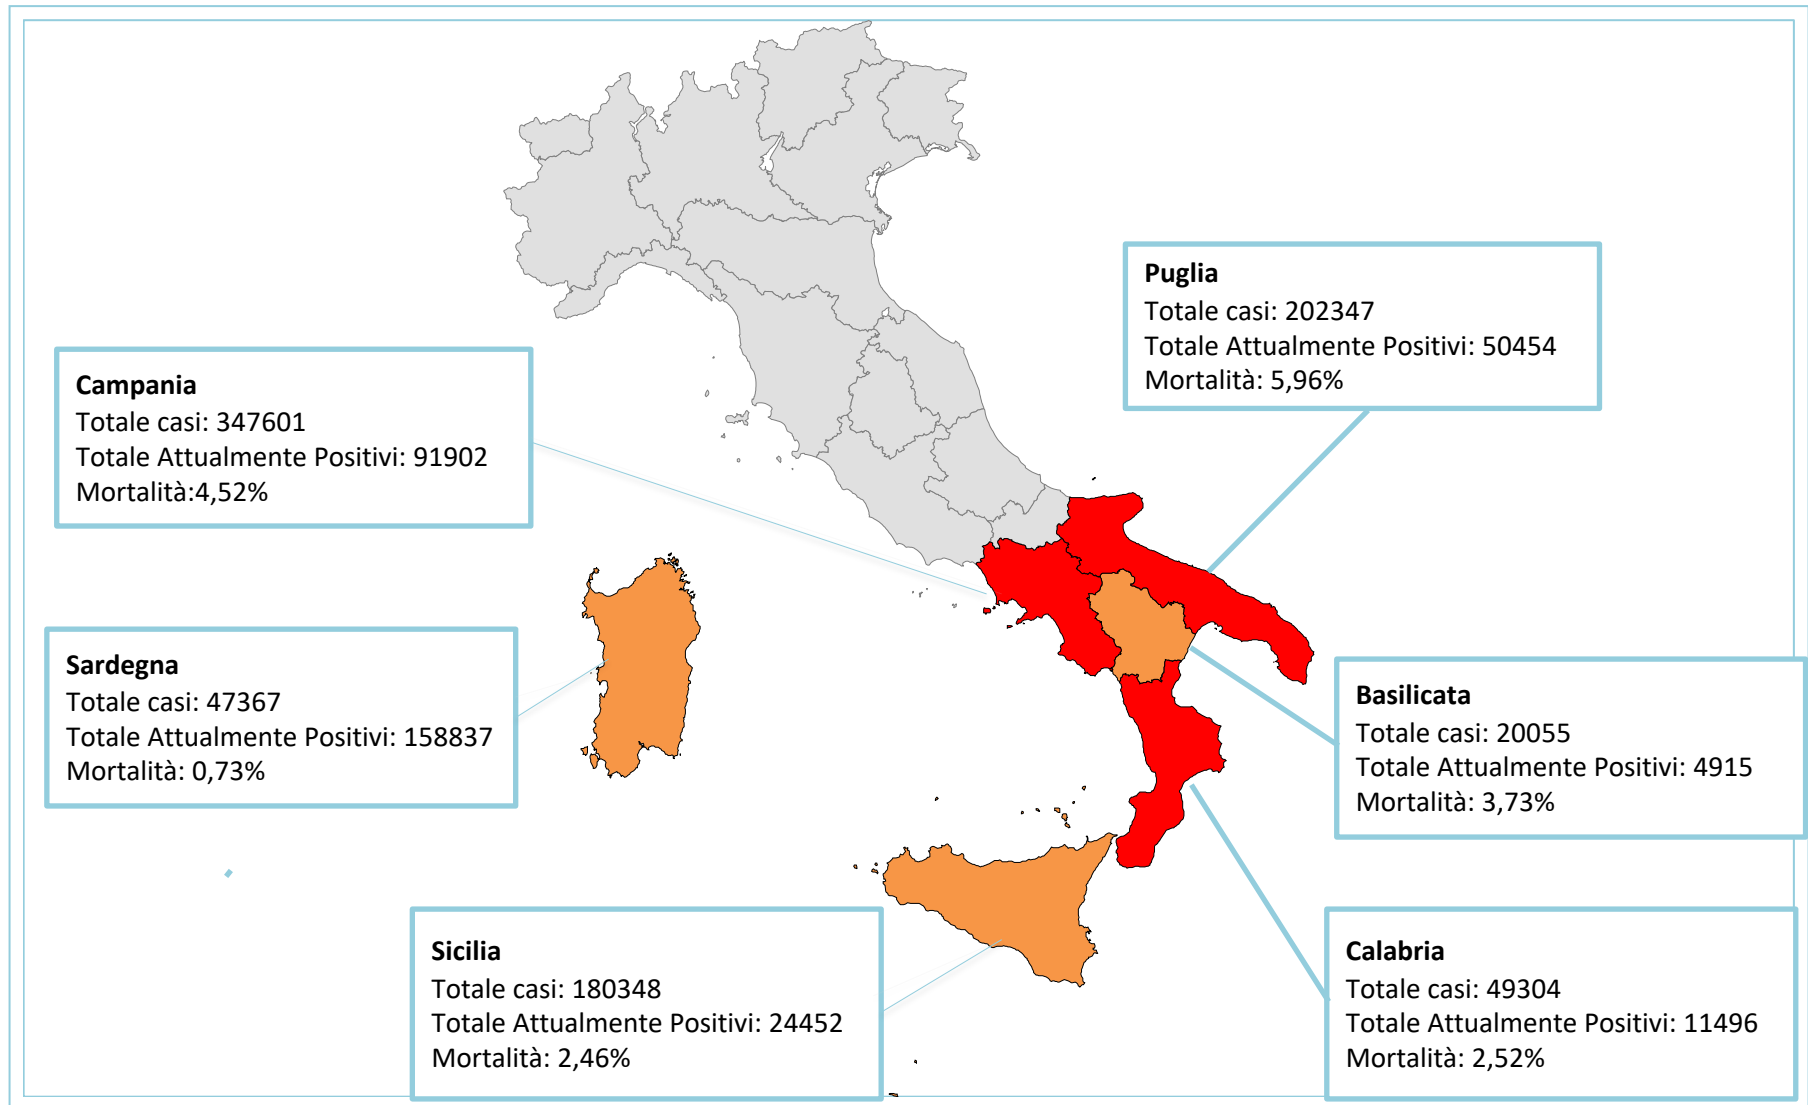 Puglia
Totale casi: 202347
Totale Attualmente Positivi: 50454
Mortalità: 5,96%
Campania
Totale casi: 347601
Totale Attualmente Positivi: 91902
Mortalità:4,52%
Sardegna
Totale casi: 47367
Totale Attualmente Positivi: 158837
Mortalità: 0,73%
Basilicata
Totale casi: 20055
Totale Attualmente Positivi: 4915
Mortalità: 3,73%
Sicilia
Totale casi: 180348
Totale Attualmente Positivi: 24452
Mortalità: 2,46%
Calabria
Totale casi: 49304
Totale Attualmente Positivi: 11496
Mortalità: 2,52%